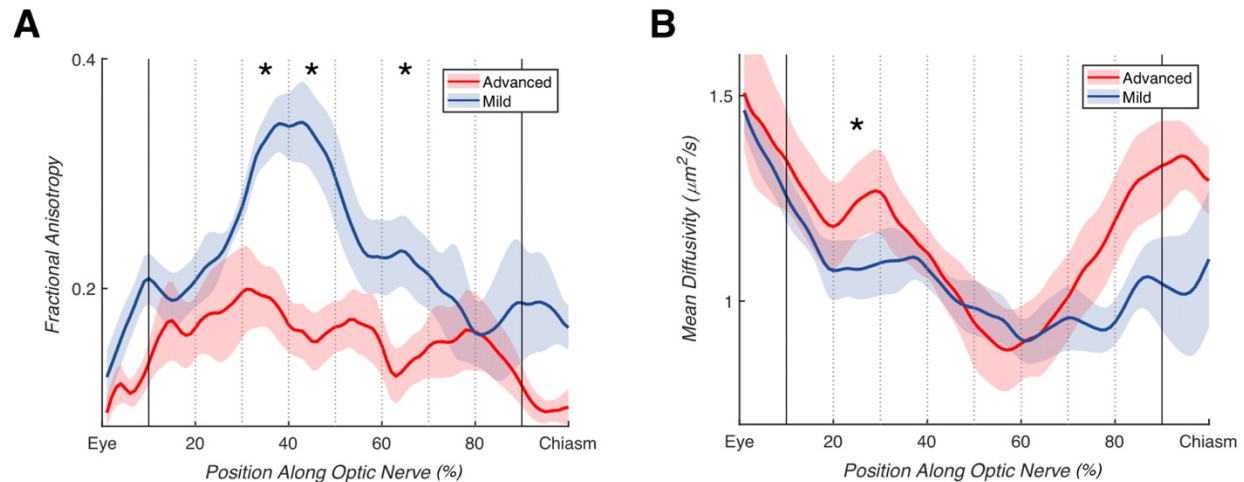 A
Fractional Anisotropy
0.4
0.2
* * *
Advanced
Mild
Eye 20 40 60 80 Chiasm
Position Along Optic Nerve (%)
B
Mean Diffusivity (μm²/s)
1.5
1
*
Advanced
Mild
Eye 20 40 60 80 Chiasm
Position Along Optic Nerve (%)